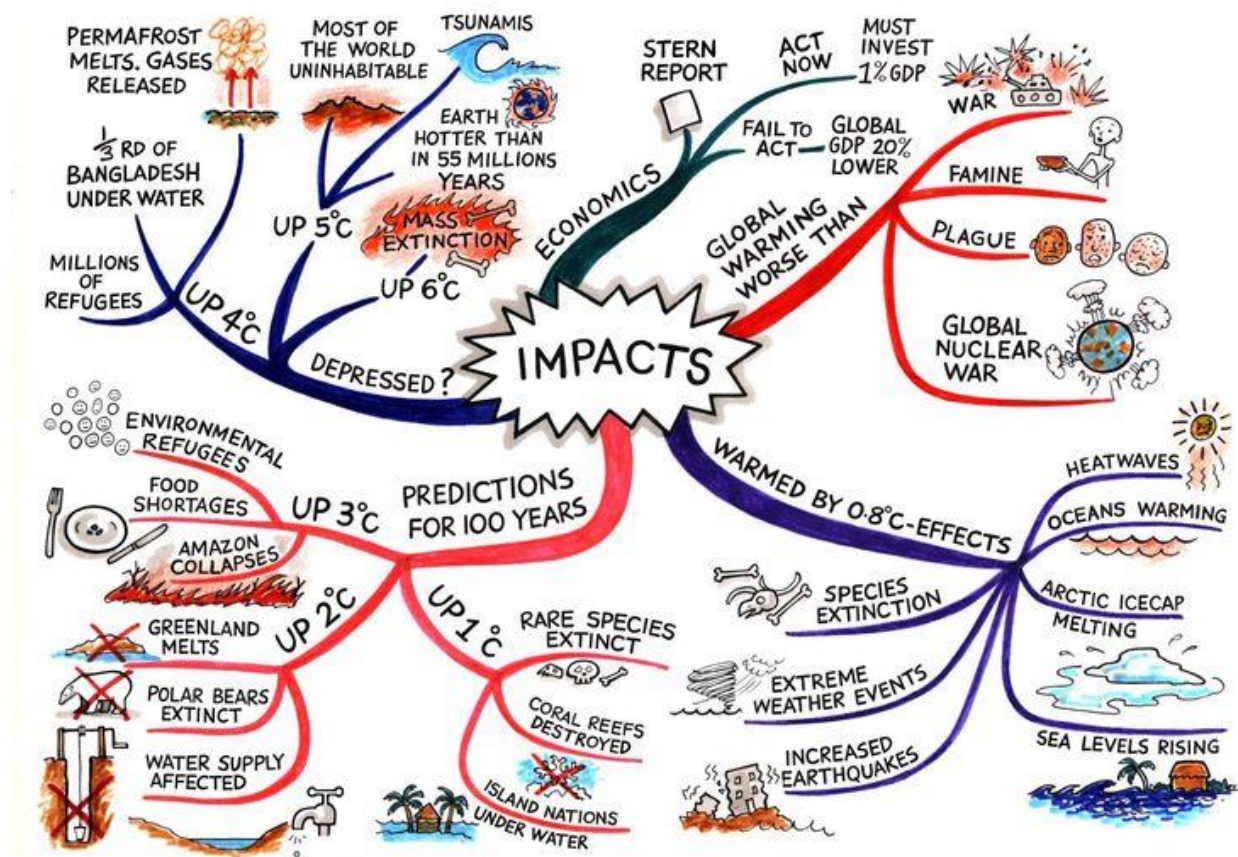 IMPACTS
ECONOMICS
STERN
REPORT
ACT
NOW
MUST
INVEST
1% GDP
FAIL TO
ACT
GLOBAL
GDP 20%
LOWER
GLOBAL
WARMING
WORSE THAN
WAR
FAMINE
PLAGUE
GLOBAL
NUCLEAR
WAR
WARMED BY 0.8°C-EFFECTS
HEATWAVES
OCEANS WARMING
ARCTIC ICECAP
MELTING
SEA LEVELS RISING
SPECIES
EXTINCTION
EXTREME
WEATHER EVENTS
INCREASED
EARTHQUAKES
PREDICTIONS
FOR 100 YEARS
UP 1°C
RARE SPECIES
EXTINCT
CORAL REEFS
DESTROYED
ISLAND NATIONS
UNDER WATER
UP 2°C
GREENLAND
MELTS
POLAR BEARS
EXTINCT
WATER SUPPLY
AFFECTED
UP 3°C
ENVIRONMENTAL
REFUGEES
FOOD
SHORTAGES
AMAZON
COLLAPSES
DEPRESSED?
UP 4°C
MILLIONS
OF
REFUGEES
1/3 RD OF
BANGLADESH
UNDER WATER
PERMAFROST
MELTS. GASES
RELEASED
UP 5°C
MOST OF
THE WORLD
UNINHABITABLE
TSUNAMIS
EARTH
HOTTER THAN
IN 55 MILLIONS
YEARS
UP 6°C
MASS
EXTINCTION